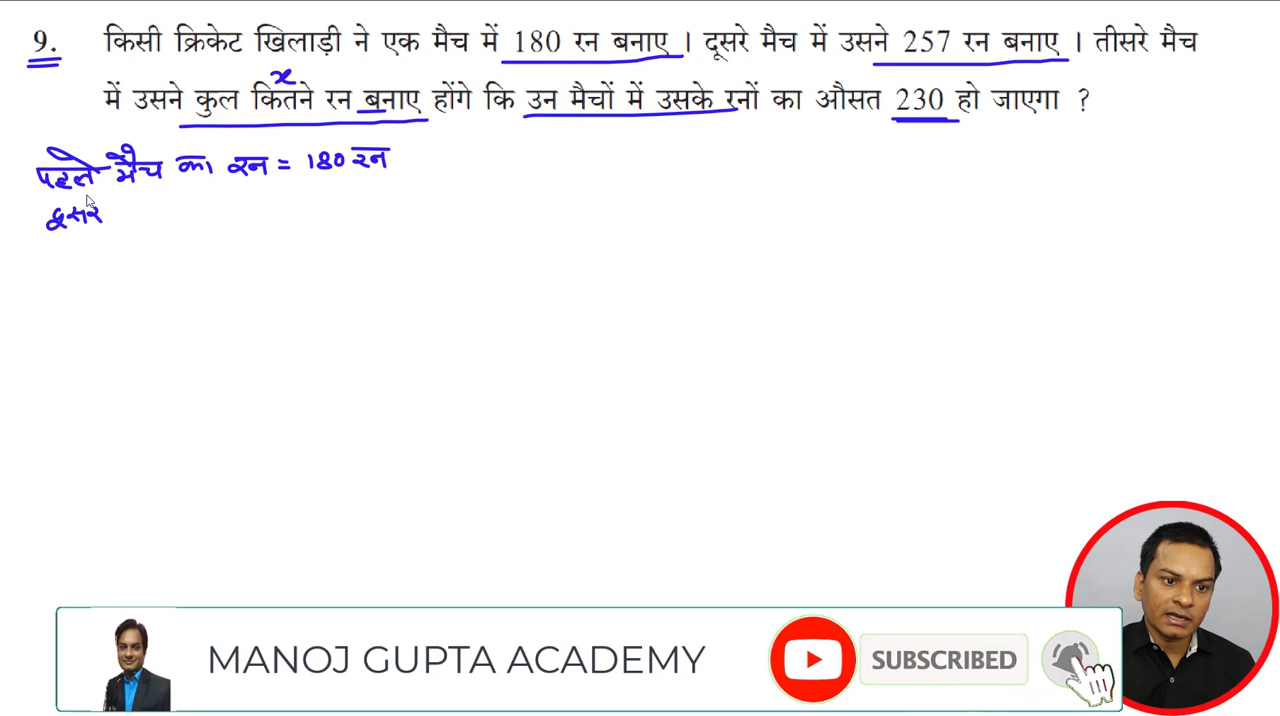 9. किसी क्रिकेट खिलाड़ी ने एक मैच में 180 रन बनाए । दूसरे मैच में उसने 257 रन बनाए । तीसरे मैच
x
में उसने कुल कितने रन बनाए होंगे कि उन मैचों में उसके रनों का औसत 230 हो जाएगा ?
पहले मैच का रन = 180 रन
दुसरे
MANOJ GUPTA ACADEMY
SUBSCRIBED